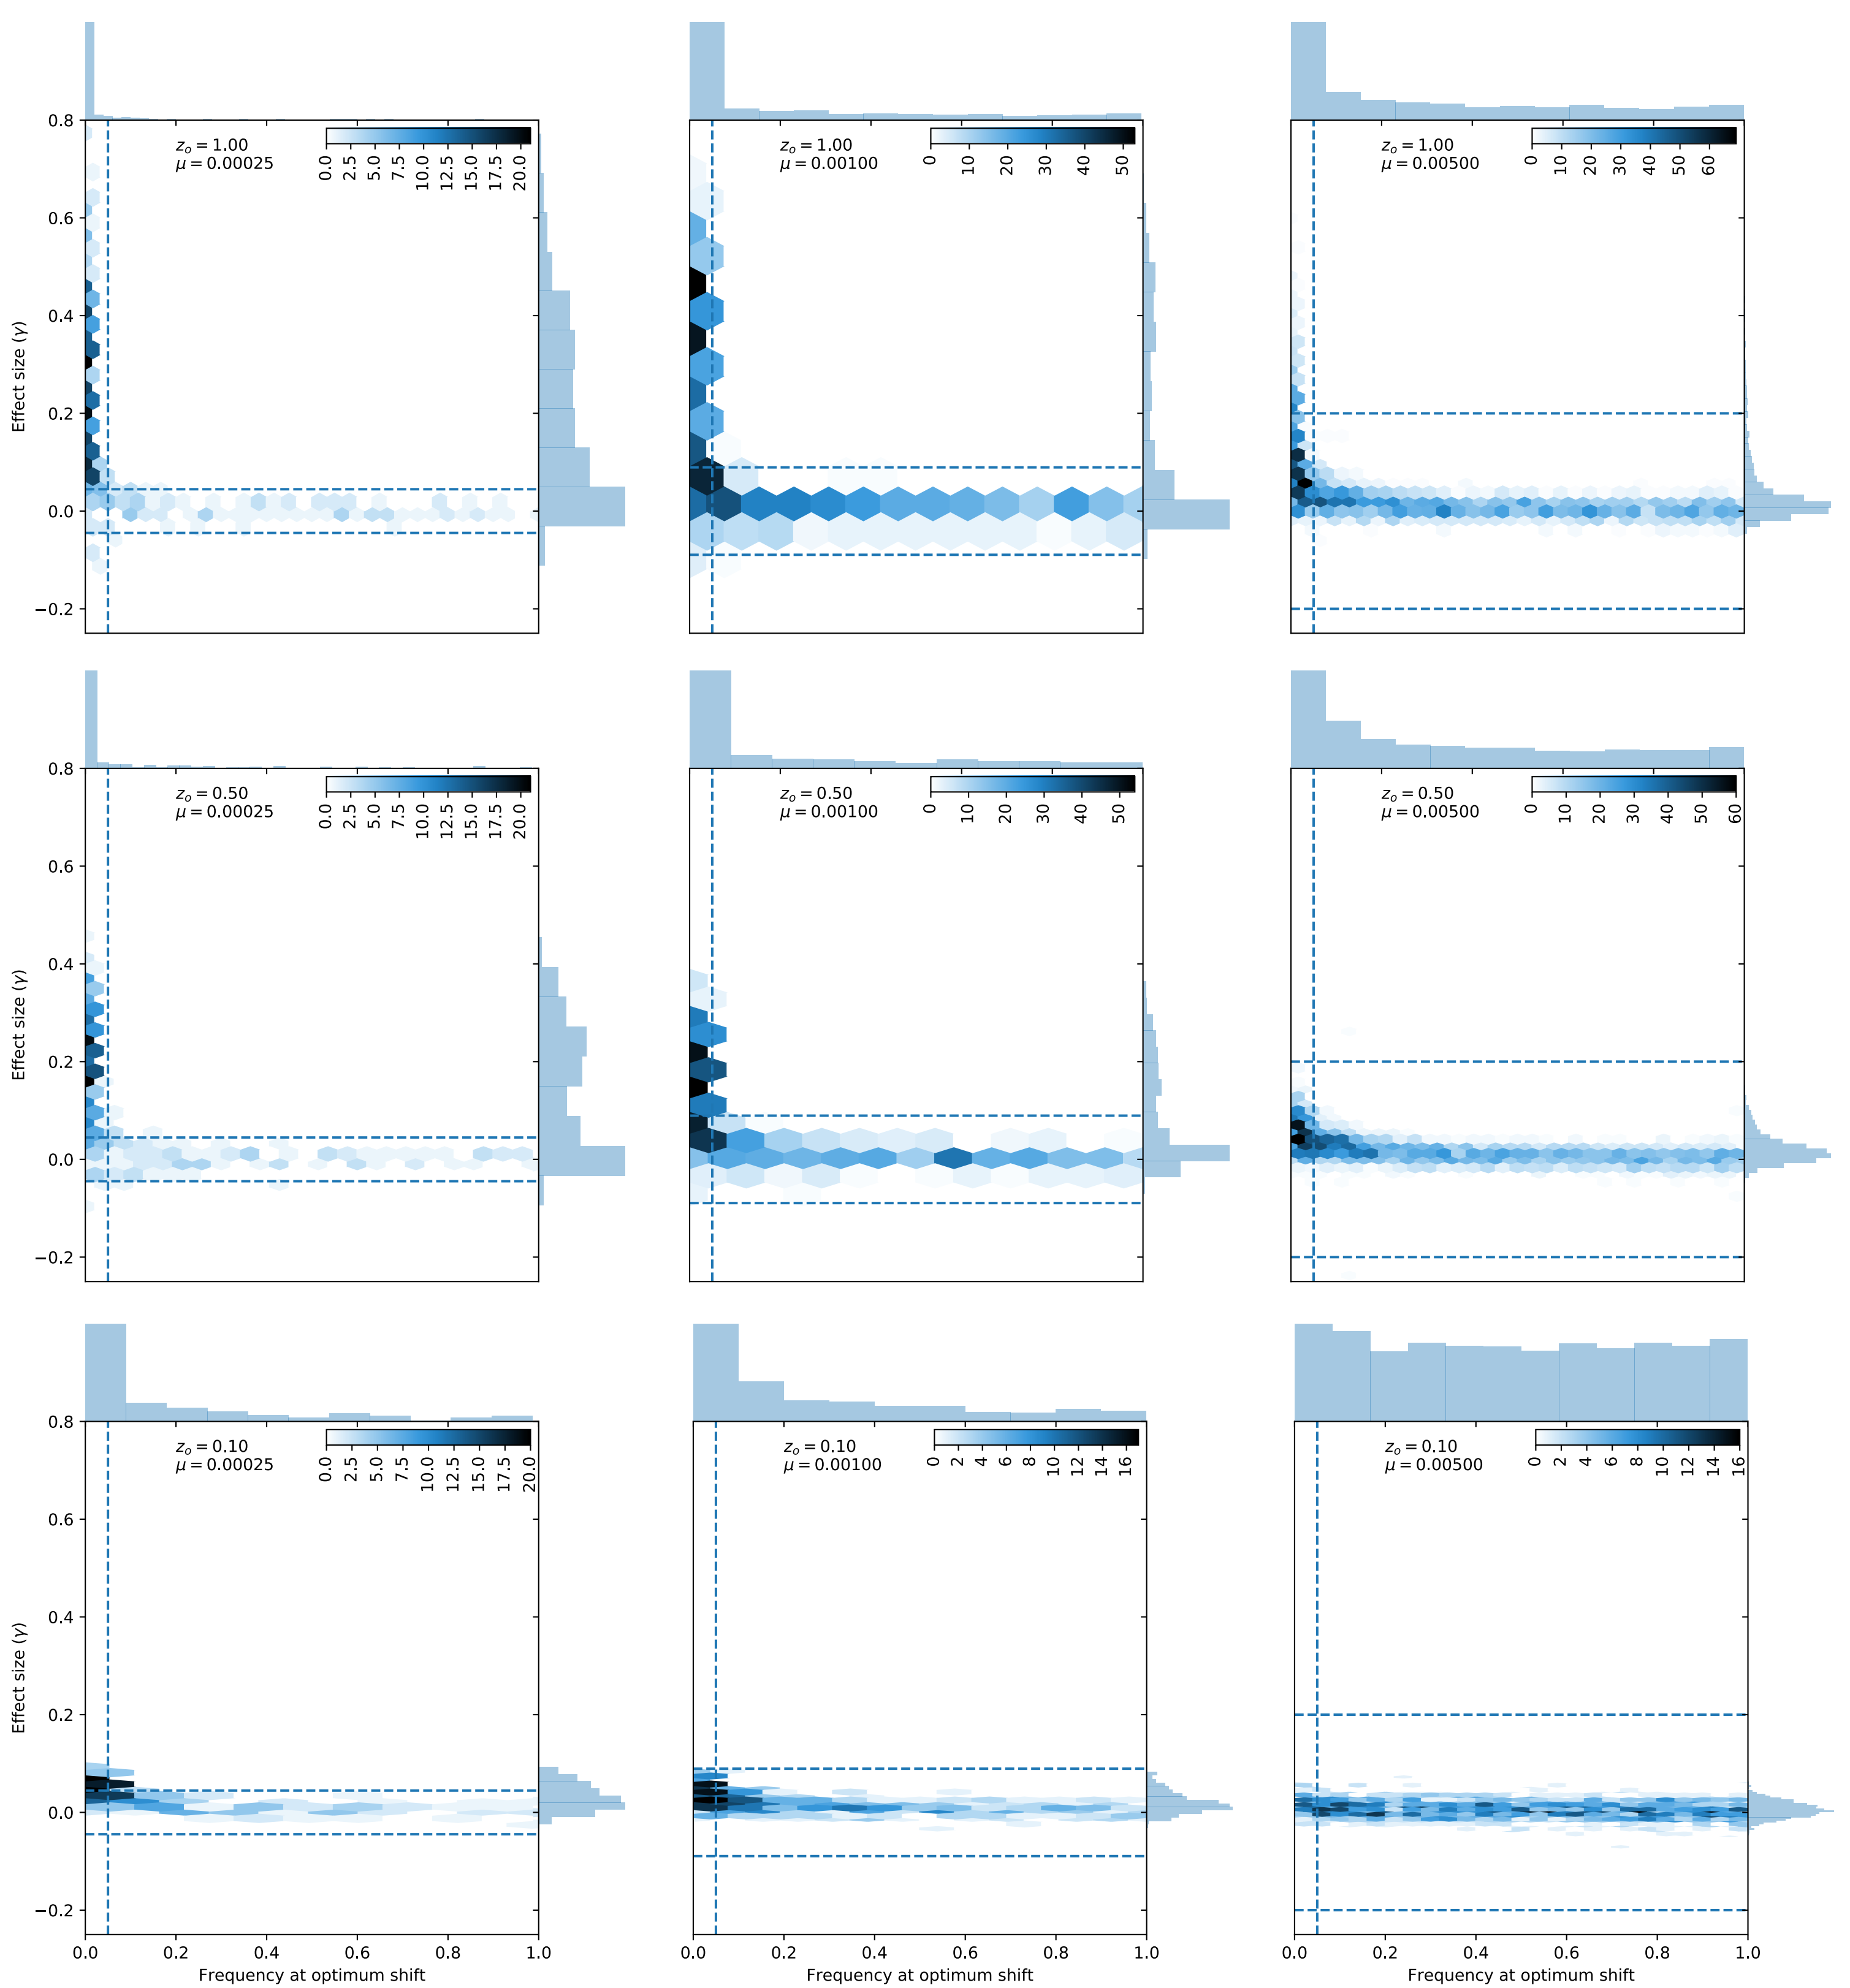 0.8
0.6
0.4
0.2
0.0
−0.2
Effect size (γ)
z₀ = 1.00
μ = 0.00025
0.0 2.5 5.0 7.5 10.0 12.5 15.0 17.5 20.0
z₀ = 1.00
μ = 0.00100
0 10 20 30 40 50
z₀ = 1.00
μ = 0.00500
0 10 20 30 40 50 60
0.8
0.6
0.4
0.2
0.0
−0.2
Effect size (γ)
z₀ = 0.50
μ = 0.00025
0.0 2.5 5.0 7.5 10.0 12.5 15.0 17.5 20.0
z₀ = 0.50
μ = 0.00100
0 10 20 30 40 50
z₀ = 0.50
μ = 0.00500
0 10 20 30 40 50 60
0.8
0.6
0.4
0.2
0.0
−0.2
Effect size (γ)
z₀ = 0.10
μ = 0.00025
0.0 2.5 5.0 7.5 10.0 12.5 15.0 17.5 20.0
z₀ = 0.10
μ = 0.00100
0 2 4 6 8 10 12 14 16
z₀ = 0.10
μ = 0.00500
0 2 4 6 8 10 12 14 16
0.0 0.2 0.4 0.6 0.8 1.0
Frequency at optimum shift
0.0 0.2 0.4 0.6 0.8 1.0
Frequency at optimum shift
0.0 0.2 0.4 0.6 0.8 1.0
Frequency at optimum shift